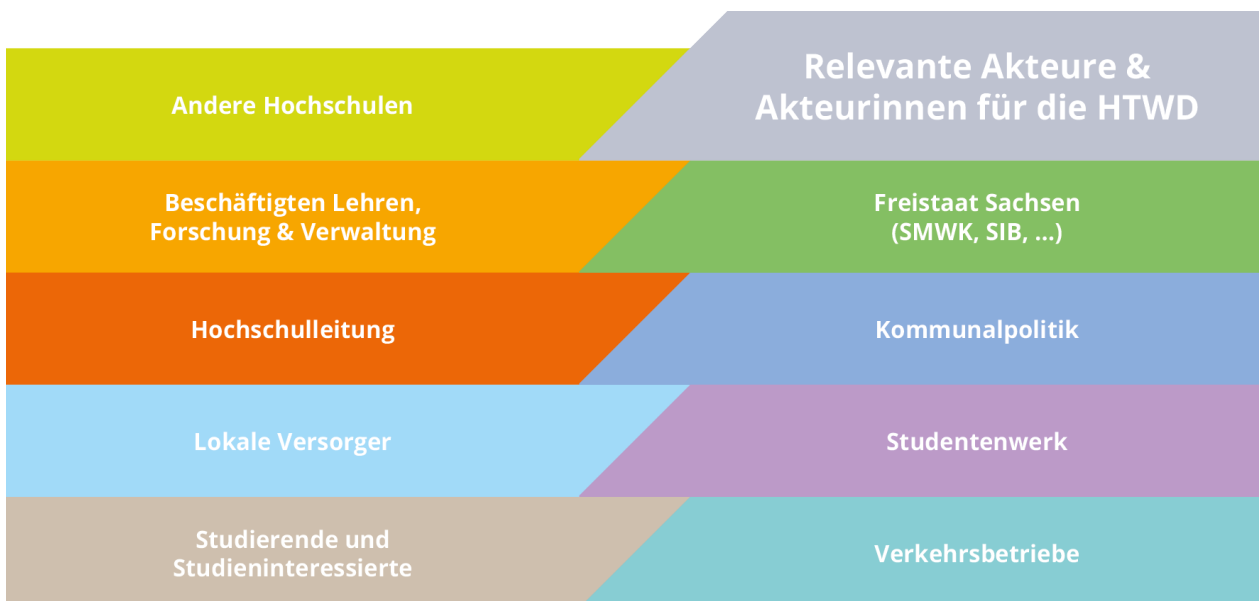 Relevante Akteure &
Akteurinnen für die HTWD
Andere Hochschulen
Beschäftigten Lehren,
Forschung & Verwaltung
Freistaat Sachsen
(SMWK, SIB, ...)
Hochschulleitung
Kommunalpolitik
Lokale Versorger
Studentenwerk
Studierende und
Studieninteressierte
Verkehrsbetriebe